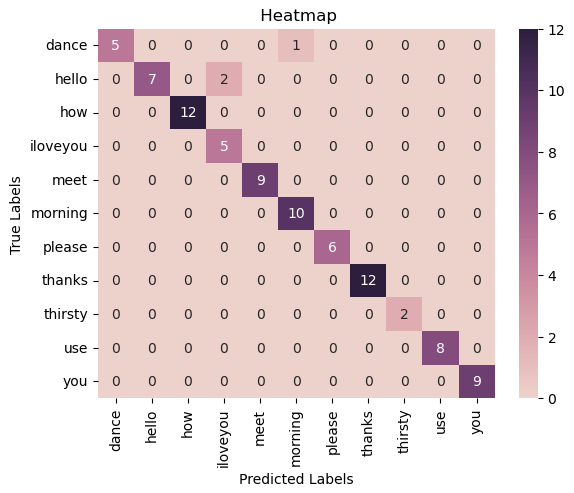 Heatmap
dance 5 0 0 0 0 1 0 0 0 0 0
hello 0 7 0 2 0 0 0 0 0 0 0
how 0 0 12 0 0 0 0 0 0 0 0
iloveyou 0 0 0 5 0 0 0 0 0 0 0
meet 0 0 0 0 9 0 0 0 0 0 0
morning 0 0 0 0 0 10 0 0 0 0 0
please 0 0 0 0 0 0 6 0 0 0 0
thanks 0 0 0 0 0 0 0 12 0 0 0
thirsty 0 0 0 0 0 0 0 0 2 0 0
use 0 0 0 0 0 0 0 0 0 8 0
you 0 0 0 0 0 0 0 0 0 0 9
True Labels
dance hello how iloveyou meet morning please thanks thirsty use you
Predicted Labels
12
10
8
6
4
2
0